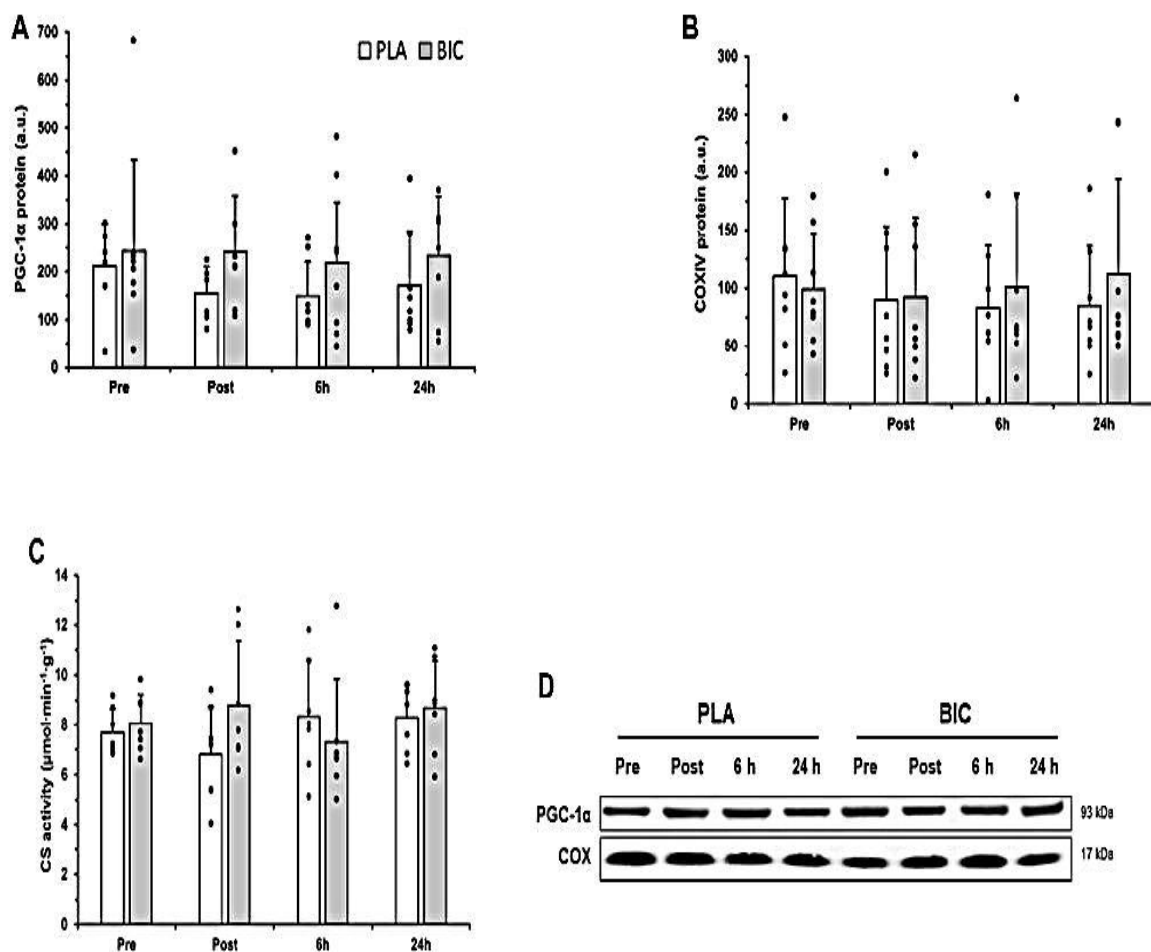 A
700
600
500
400
300
200
100
0
PGC-1α protein (a.u.)
PLA BIC
Pre Post 6h 24h
B
300
250
200
150
100
50
0
COXIV protein (a.u.)
Pre Post 6h 24h
C
14
12
10
8
6
4
2
0
CS activity (µmol·min⁻¹·g⁻¹)
Pre Post 6h 24h
D
PLA BIC
Pre Post 6 h 24 h Pre Post 6 h 24 h
PGC-1α 93 kDa
COX 17 kDa